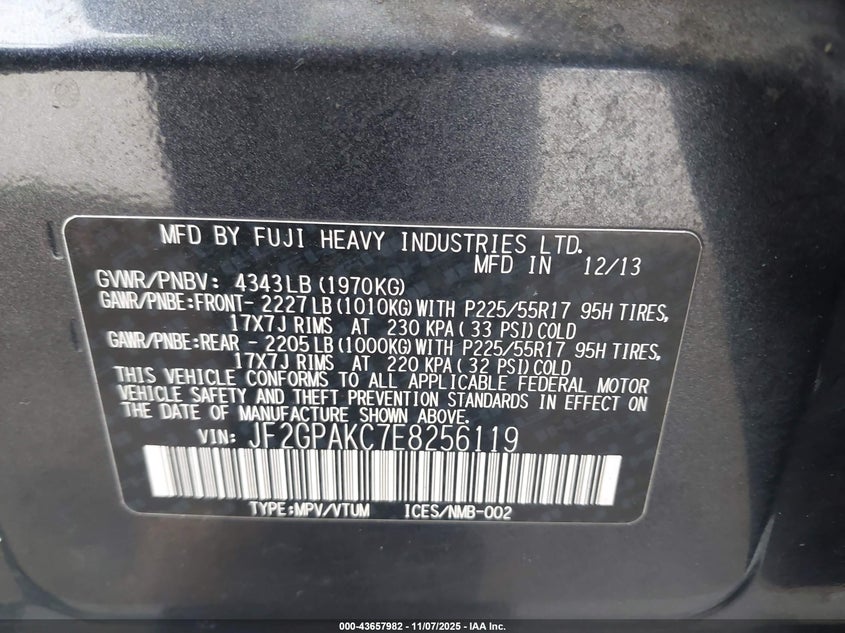 MFD BY FUJI HEAVY INDUSTRIES LTD.
MFD IN 12/13
GVWR/PNBV: 4343LB (1970KG)
GAWR/PNBE:FRONT- 2227LB(1010KG)WITH P225/55R17 95H TIRES,
17X7J RIMS AT 230 KPA( 33 PSI)COLD
GAWR/PNBE:REAR - 2205LB(1000KG)WITH P225/55R17 95H TIRES,
17X7J RIMS AT 220 KPA( 32 PSI)COLD
THIS VEHICLE CONFORMS TO ALL APPLICABLE FEDERAL MOTOR
VEHICLE SAFETY AND THEFT PREVENTION STANDARDS IN EFFECT ON
THE DATE OF MANUFACTURE SHOWN ABOVE.
VIN: JF2GPAKC7E8256119
TYPE:MPV/VTUM ICES/NMB-002
000-43657982 - 11/07/2025 - IAA Inc.